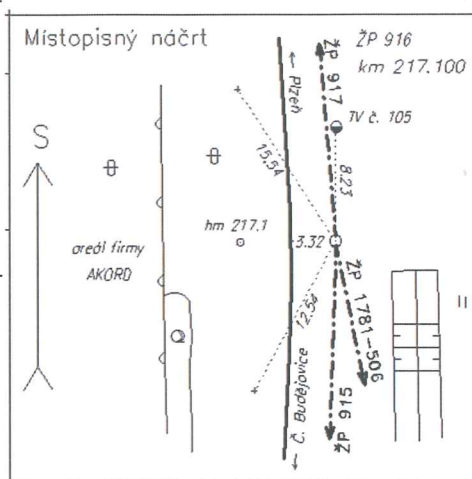 Místopisný náčrt
ŽP 916
km 217.100
S
← Plzeň
ŽP 917
TV č. 105
15.54
8.23
hm 217.1
3.32
areál firmy
AKORD
12.54
ŽP 1781-506
ŽP 915
← Č. Budějovice